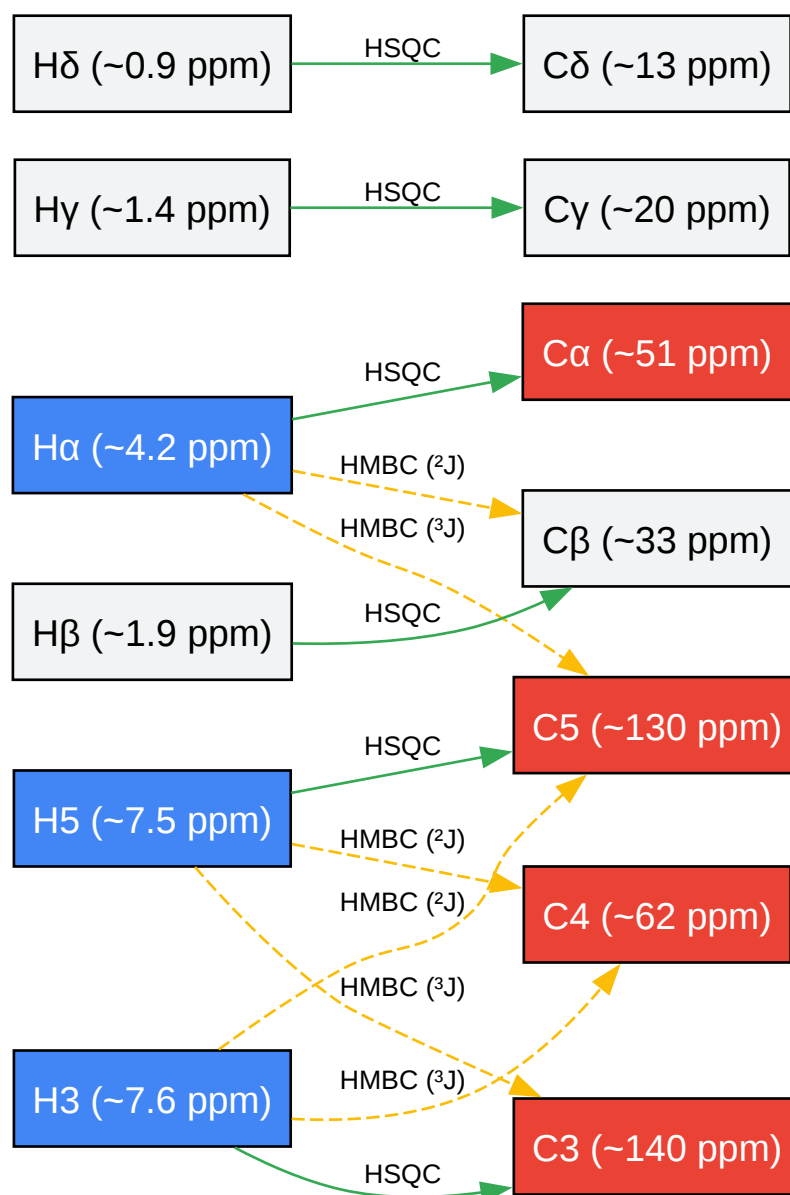 Hδ (~0.9 ppm)
HSQC
Cδ (~13 ppm)
Hγ (~1.4 ppm)
HSQC
Cγ (~20 ppm)
Cα (~51 ppm)
HSQC
Hα (~4.2 ppm)
HMBC (²J)
HMBC (³J)
Cβ (~33 ppm)
HSQC
Hβ (~1.9 ppm)
C5 (~130 ppm)
HSQC
H5 (~7.5 ppm)
HMBC (²J)
HMBC (²J)
C4 (~62 ppm)
HMBC (³J)
HMBC (³J)
H3 (~7.6 ppm)
C3 (~140 ppm)
HSQC